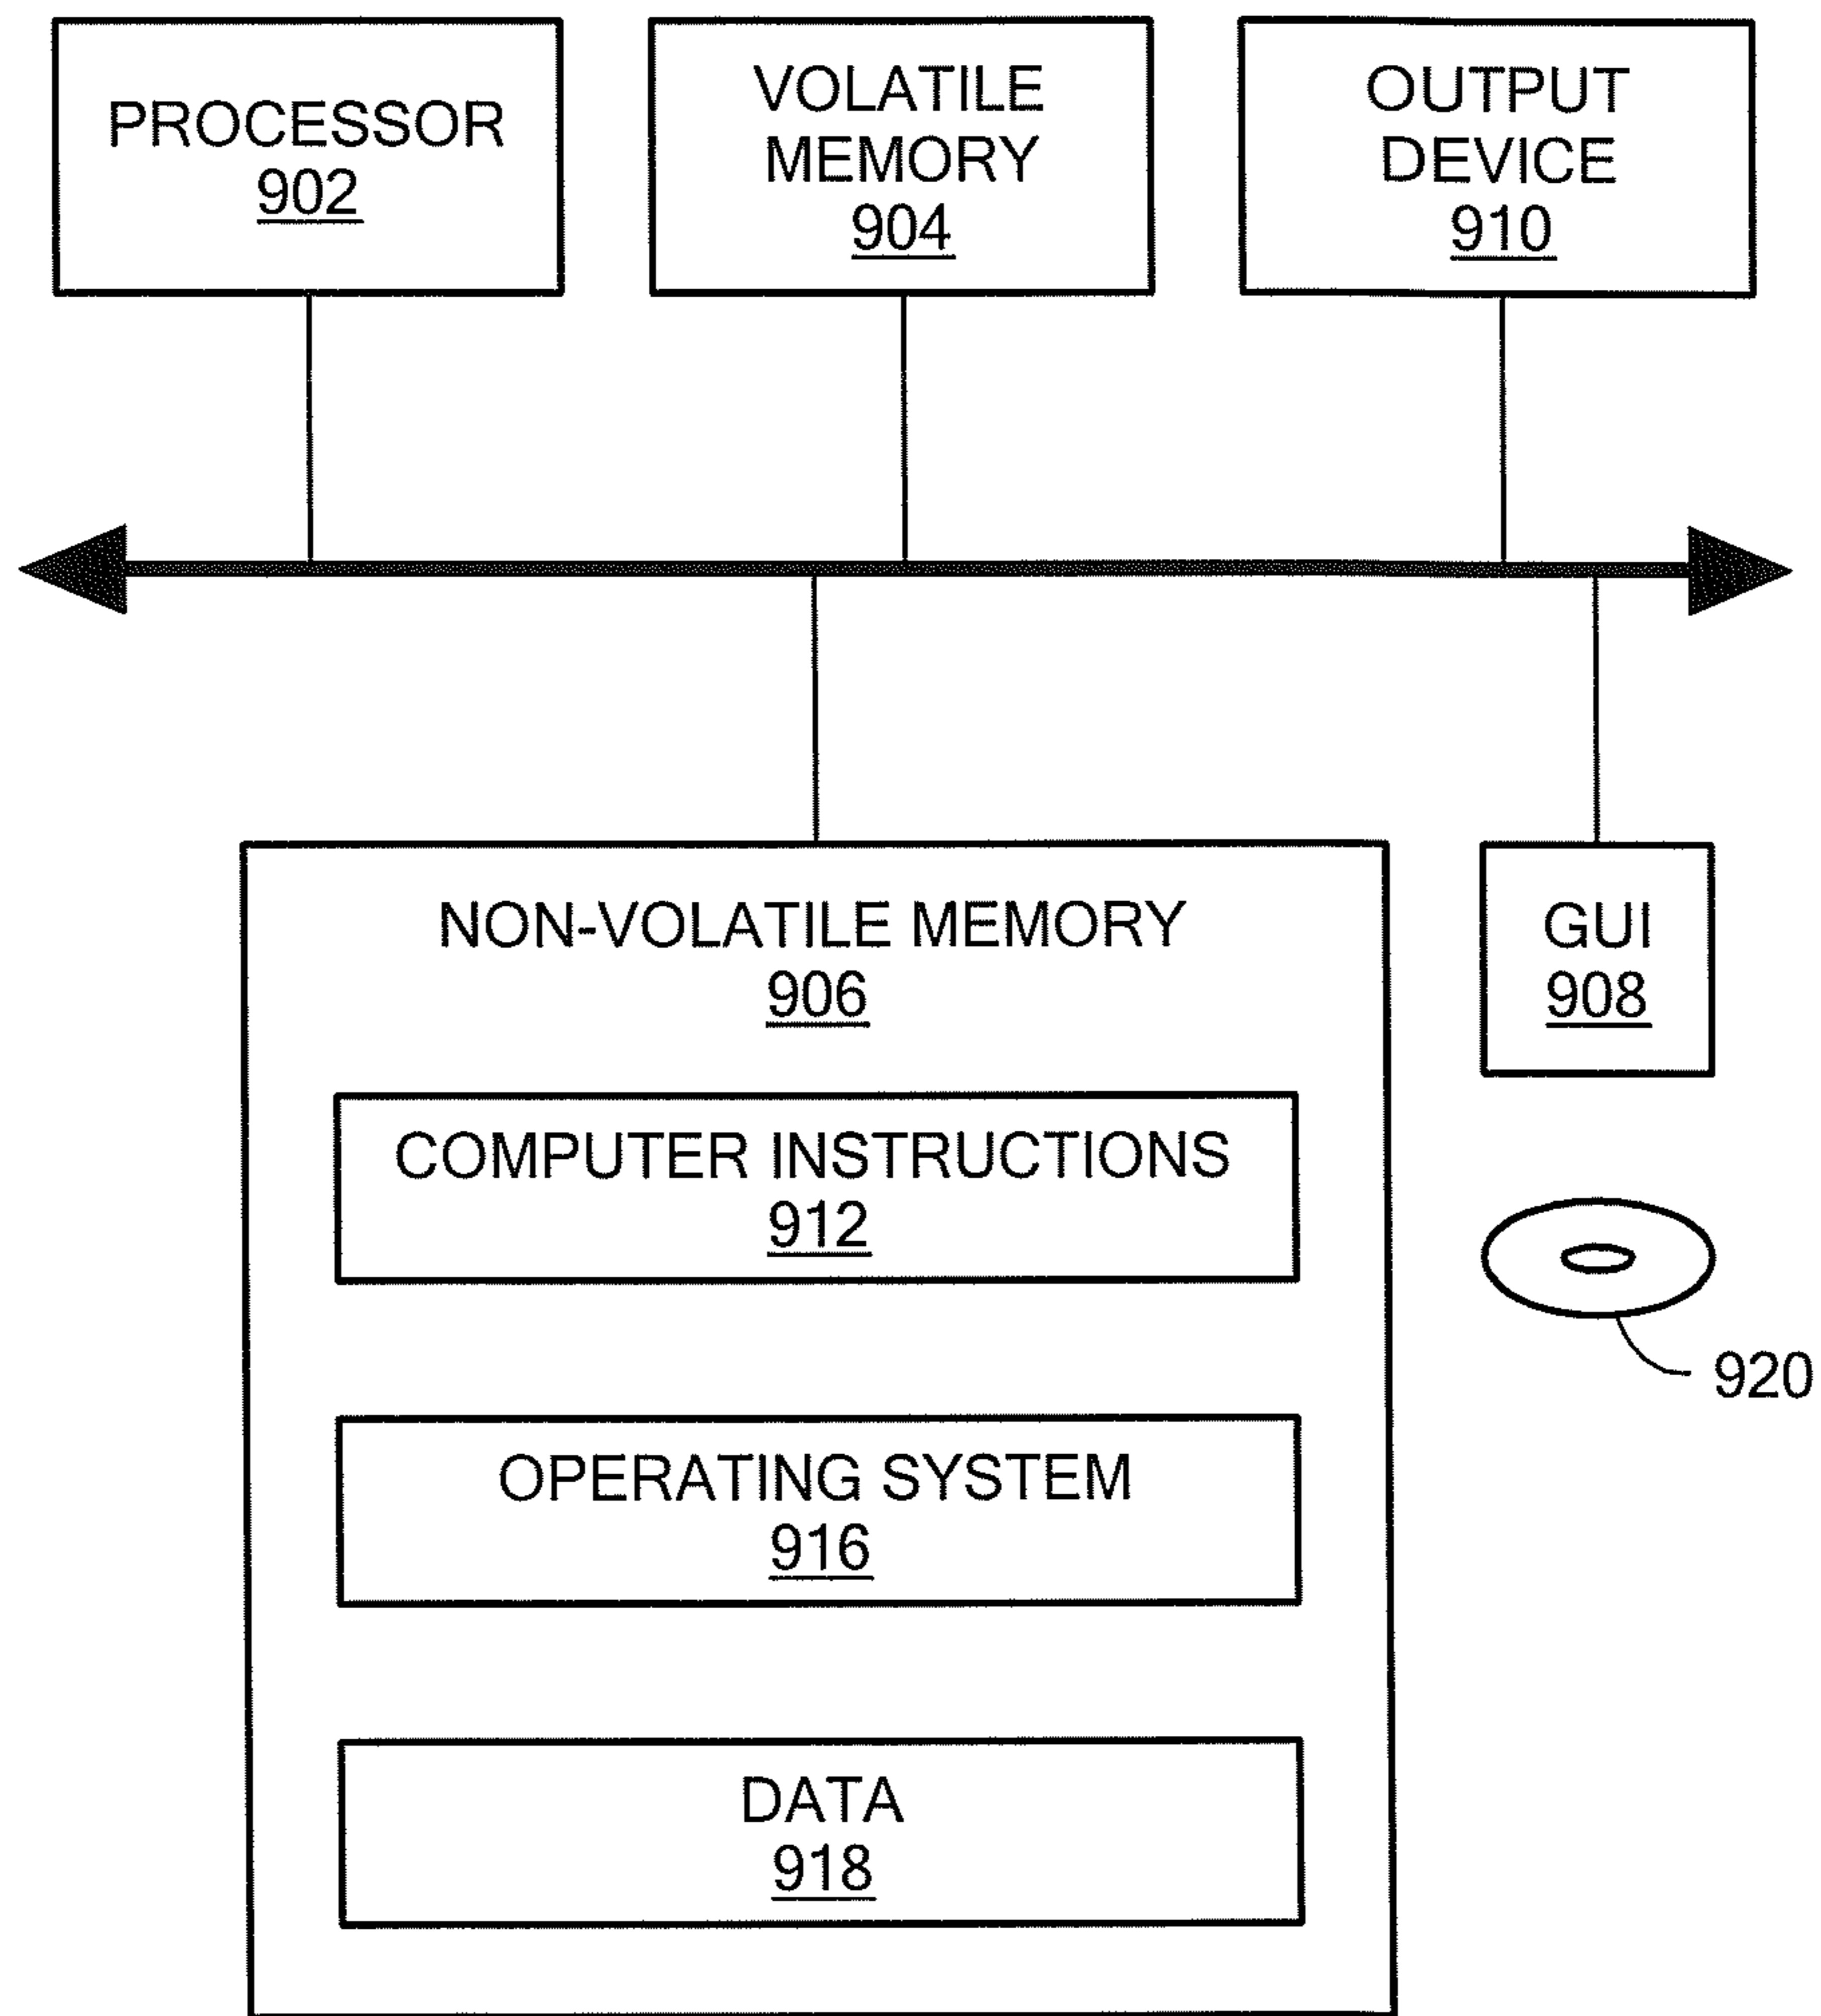 PROCESSOR
902
VOLATILE
MEMORY
904
OUTPUT
DEVICE
910
NON-VOLATILE MEMORY
906
GUI
908
COMPUTER INSTRUCTIONS
912
920
OPERATING SYSTEM
916
DATA
918